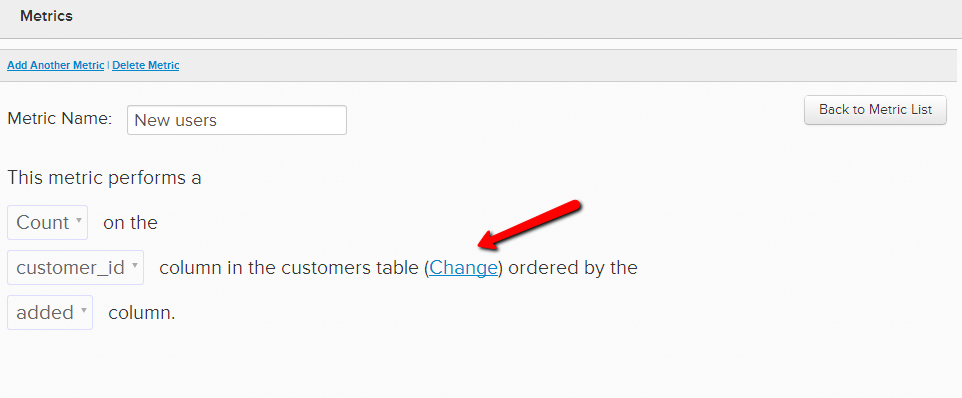 Metrics
Add Another Metric | Delete Metric
Metric Name: New users
Back to Metric List
This metric performs a
Count on the
customer_id column in the customers table (Change) ordered by the
added column.